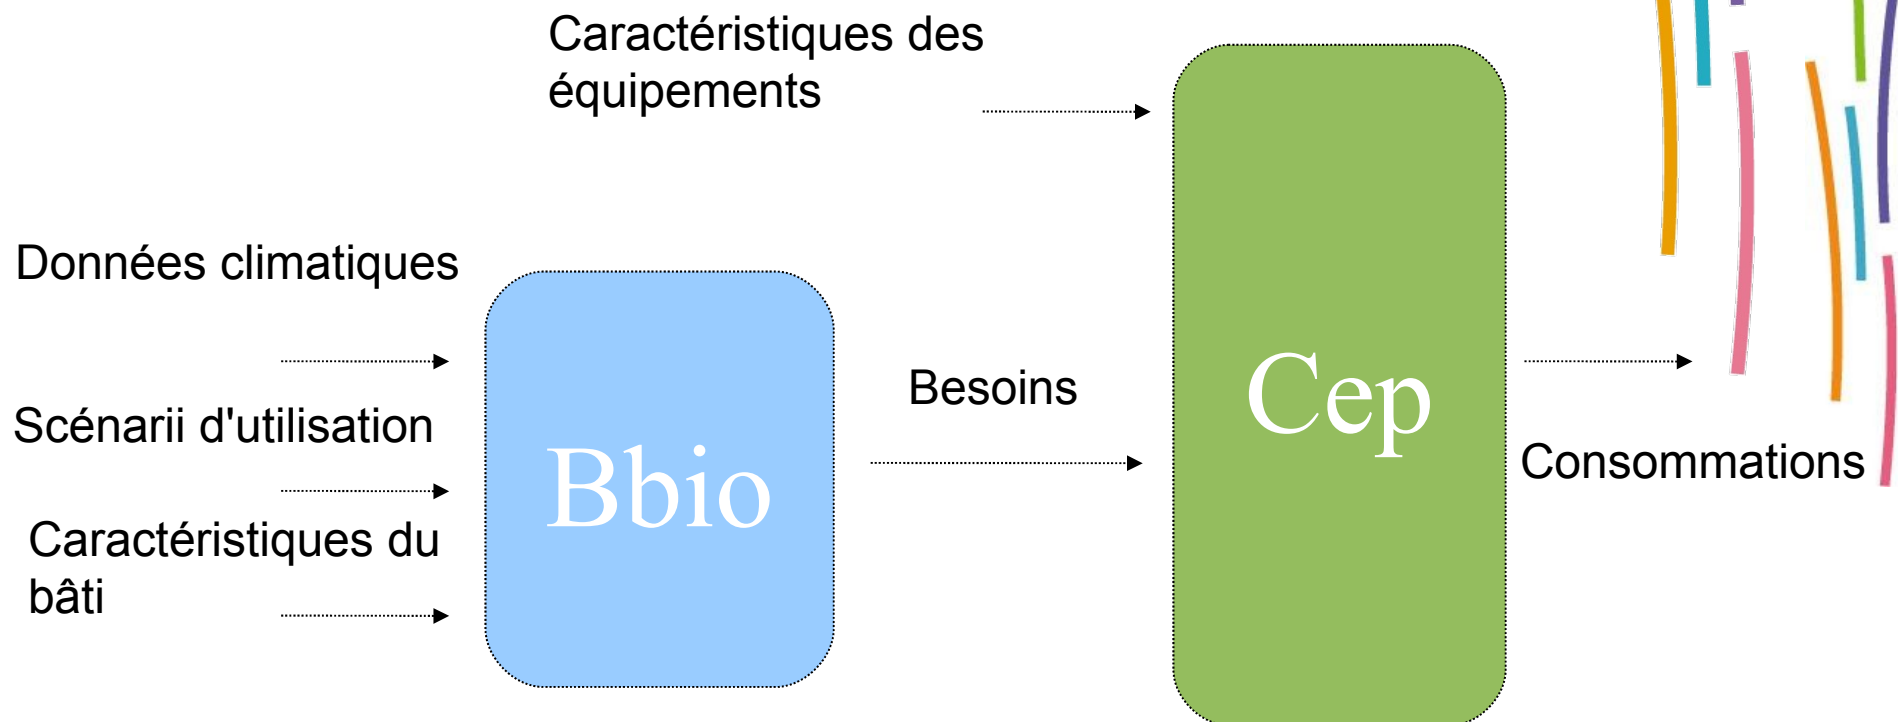 Caractéristiques des
équipements
Données climatiques
Scénarii d'utilisation
Caractéristiques du
bâti
Bbio
Besoins
Cep
Consommations